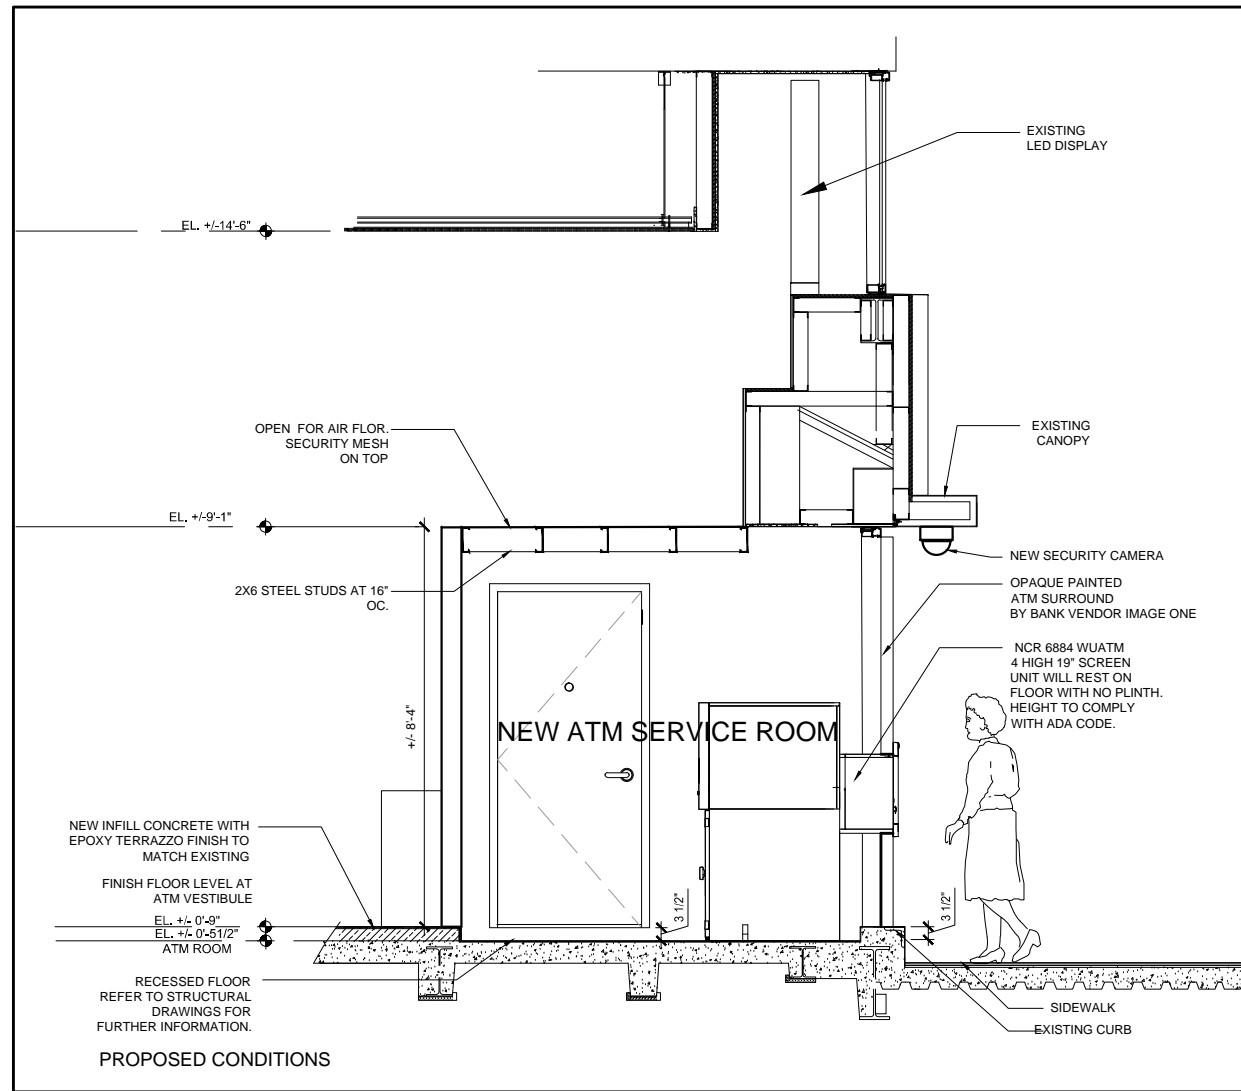 EXISTING
LED DISPLAY
EL. +/-14'-6"
OPEN  FOR AIR FLOR.
SECURITY MESH
ON TOP
EXISTING
CANOPY
EL. +/-9'-1"
NEW SECURITY CAMERA
2X6 STEEL STUDS AT 16"
OC.
OPAQUE PAINTED
ATM SURROUND
BY BANK VENDOR IMAGE ONE
NCR 6884 WUATM
4 HIGH 19" SCREEN
UNIT WILL REST ON
FLOOR WITH NO PLINTH.
HEIGHT TO COMPLY
WITH ADA CODE.
+/- 8'-4"
NEW ATM SERVICE ROOM
NEW INFILL CONCRETE WITH
EPOXY TERRAZZO FINISH TO
MATCH EXISTING
FINISH FLOOR LEVEL AT
ATM VESTIBULE
3 1/2"
3 1/2"
EL. +/- 0'-9"
EL. +/- 0'-51/2"
ATM ROOM
RECESSED FLOOR
REFER TO STRUCTURAL
DRAWINGS FOR
FURTHER INFORMATION.
SIDEWALK
EXISTING CURB
PROPOSED CONDITIONS